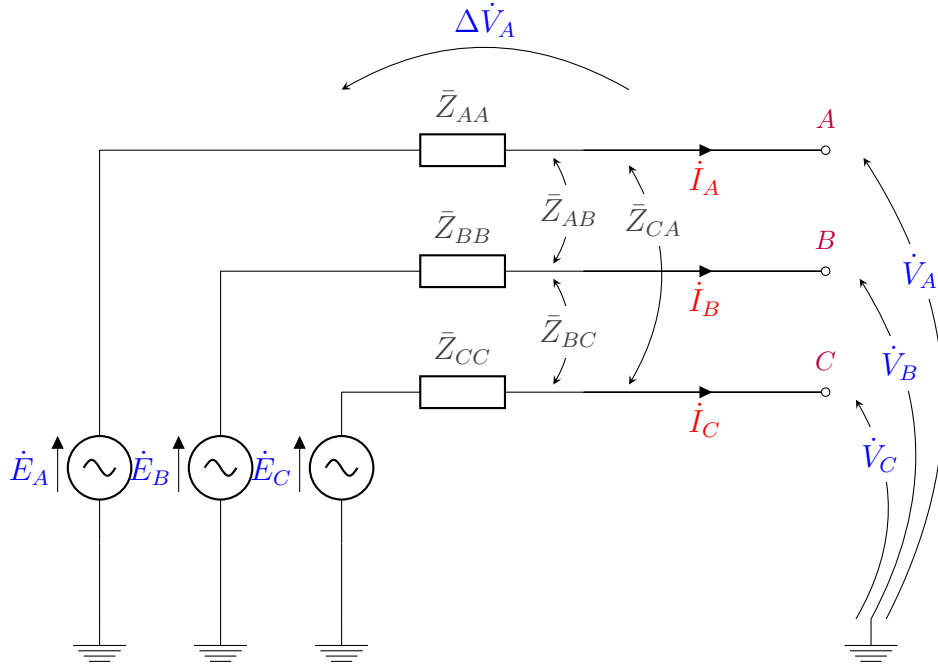 ΔV̇_A
Z̄_AA
A
İ_A
Z̄_AB
Z̄_CA
Z̄_BB
B
V̇_A
İ_B
Z̄_BC
Z̄_CC
C
V̇_B
İ_C
V̇_C
Ė_A
Ė_B
Ė_C